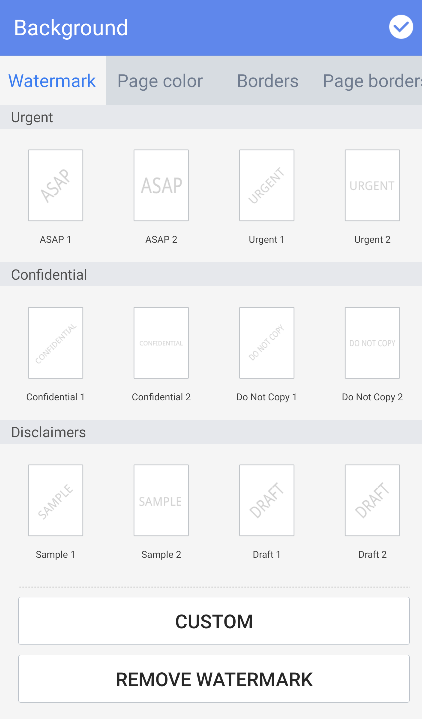 Background
Watermark Page color Borders Page borders
Urgent
ASAP ASAP URGENT URGENT
ASAP 1 ASAP 2 Urgent 1 Urgent 2
Confidential
CONFIDENTIAL CONFIDENTIAL DO NOT COPY DO NOT COPY
Confidential 1 Confidential 2 Do Not Copy 1 Do Not Copy 2
Disclaimers
SAMPLE SAMPLE DRAFT DRAFT
Sample 1 Sample 2 Draft 1 Draft 2
CUSTOM
REMOVE WATERMARK